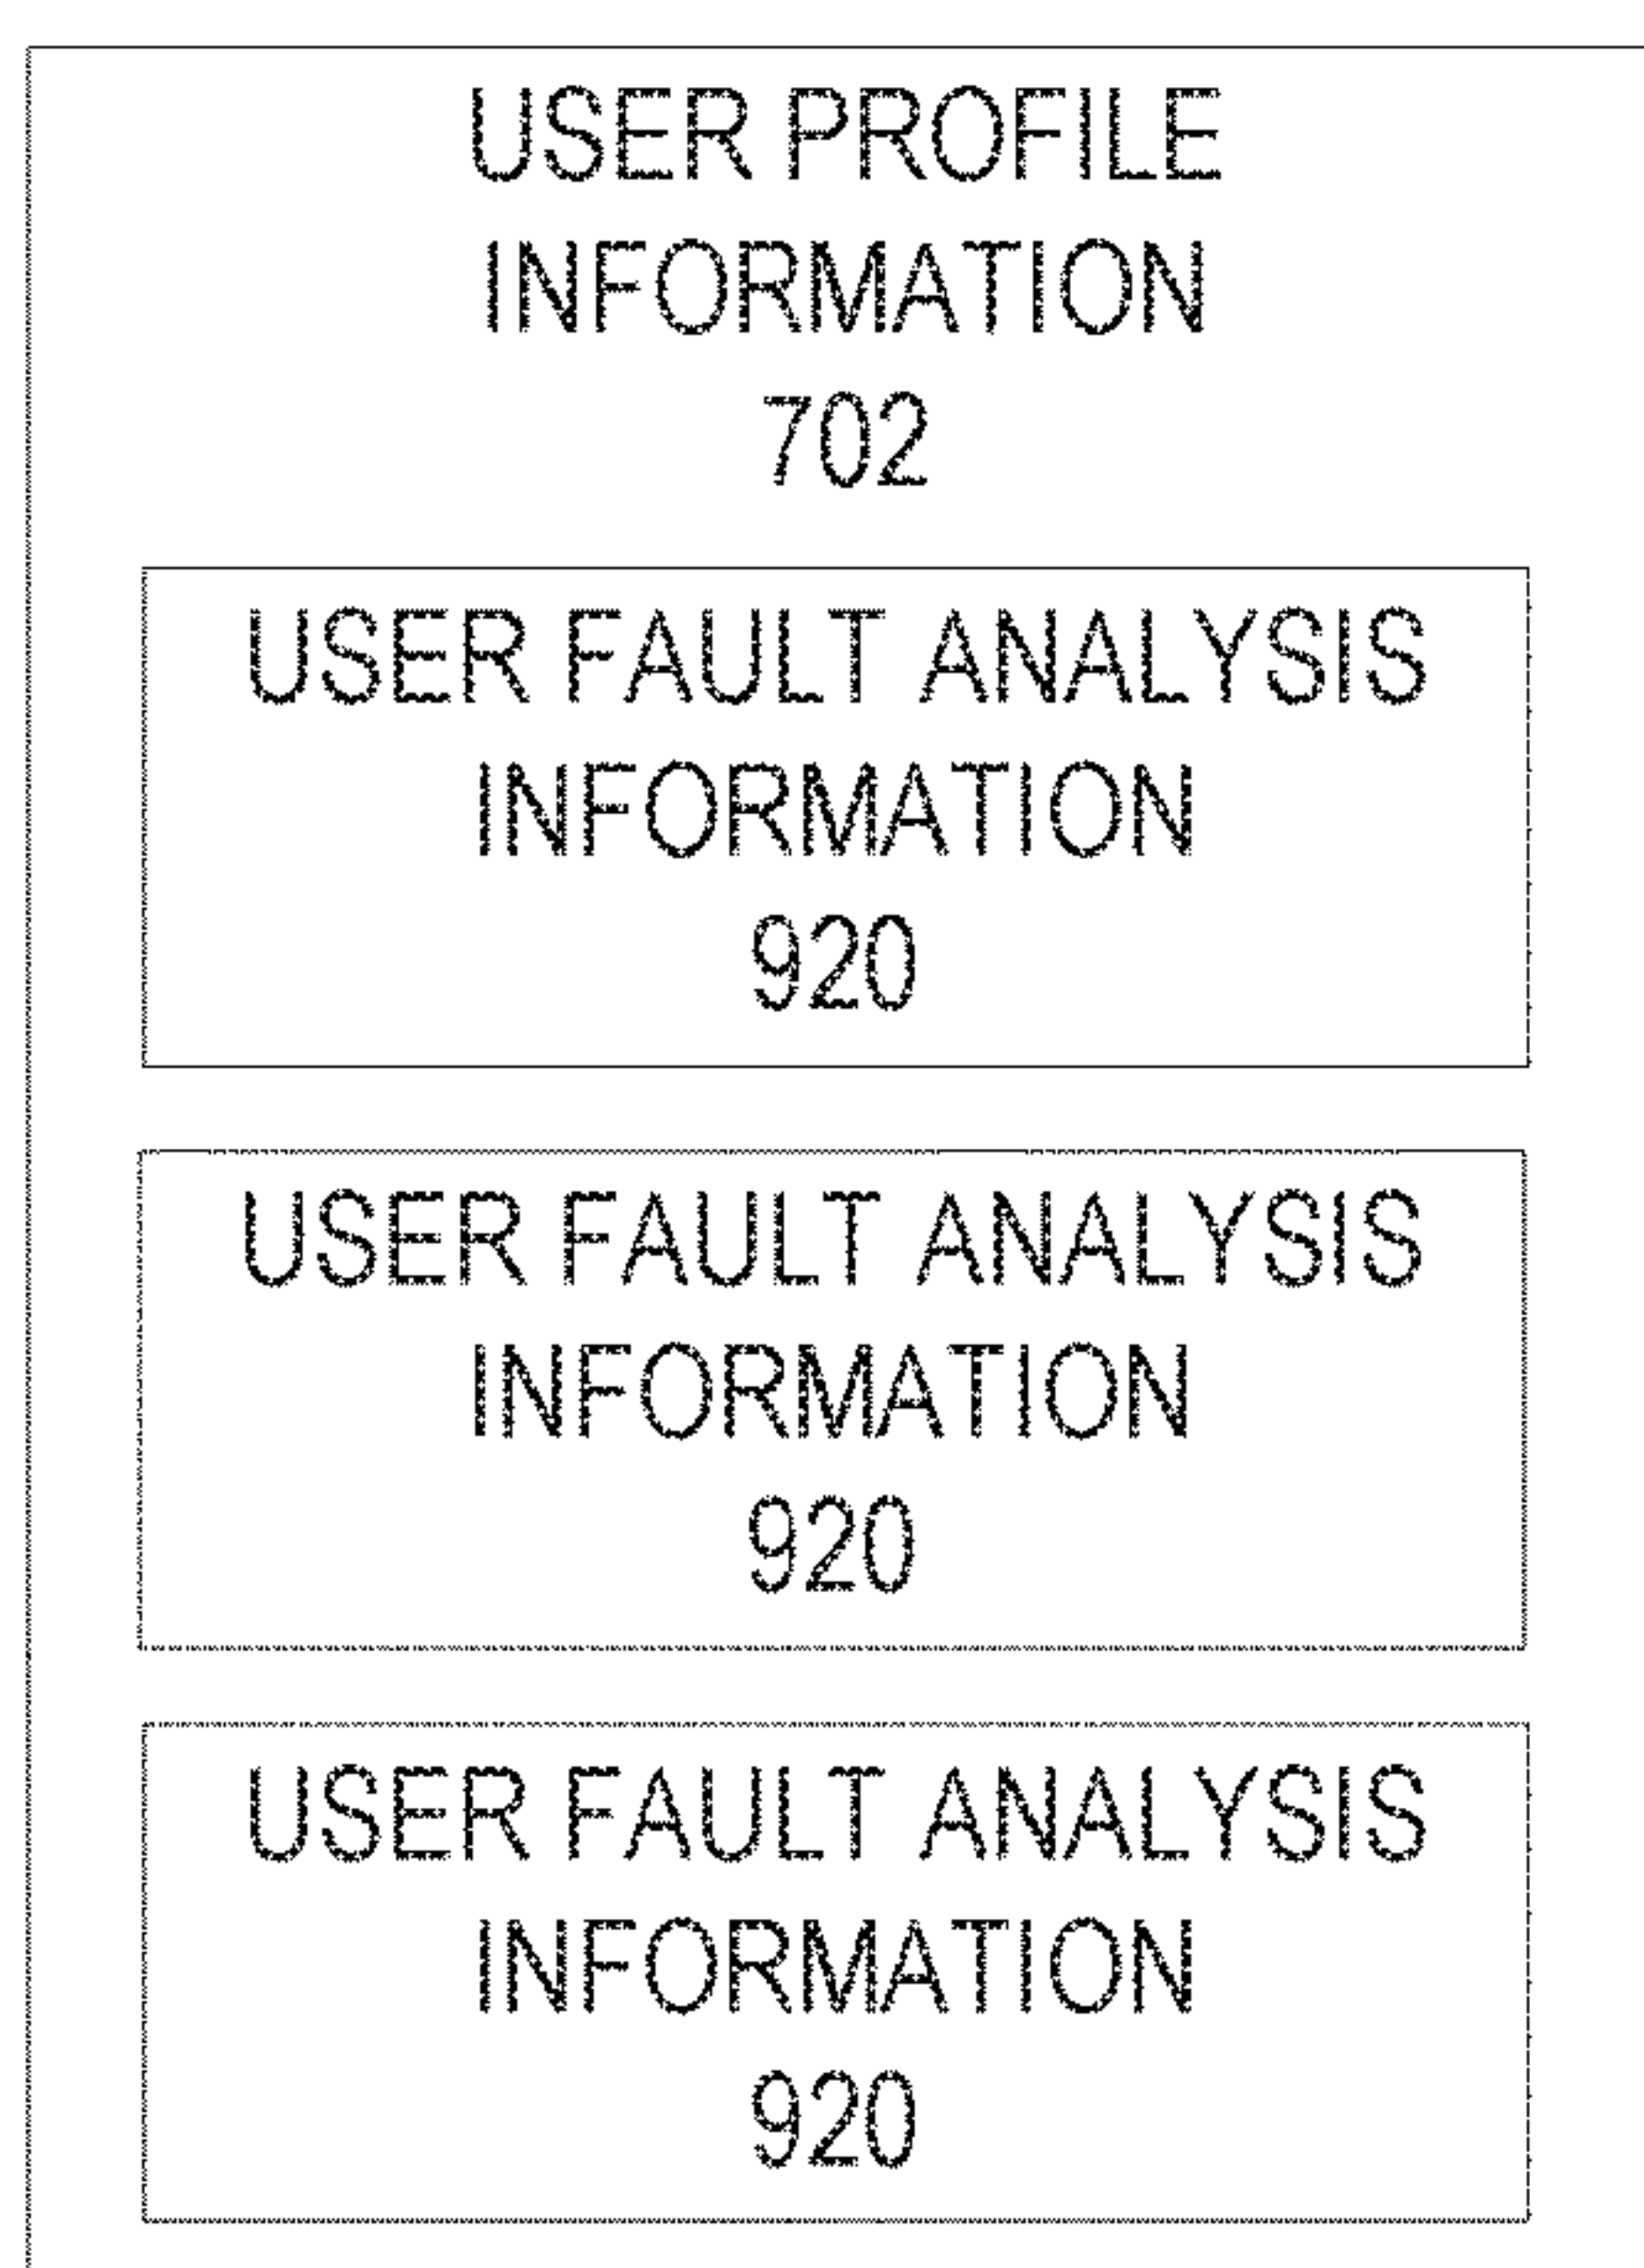 USER PROFILE
INFORMATION
702
USER FAULT ANALYSIS
INFORMATION
920
USER FAULT ANALYSIS
INFORMATION
920
USER FAULT ANALYSIS
INFORMATION
920